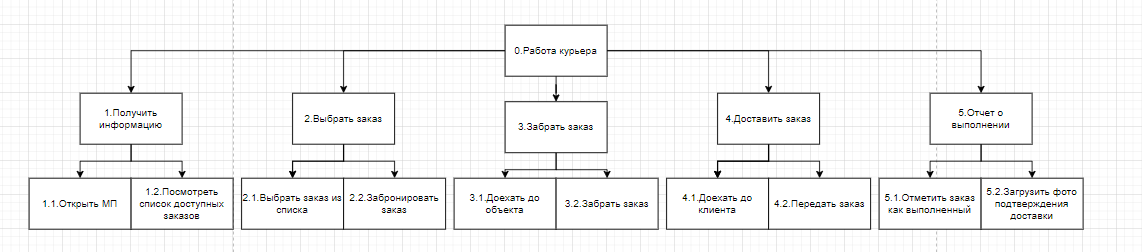 0.Работа курьера
1.Получить
информацию
2.Выбрать заказ
3.Забрать заказ
4.Доставить заказ
5.Отчет о
выполнении
1.1.Открыть МП
1.2.Посмотреть
список доступных
заказов
2.1.Выбрать заказ из
списка
2.2.Забронировать
заказ
3.1.Доехать до
объекта
3.2.Забрать заказ
4.1.Доехать до
клиента
4.2.Передать заказ
5.1.Отметить заказ
как выполненный
5.2.Загрузить фото
подтверждения
доставки